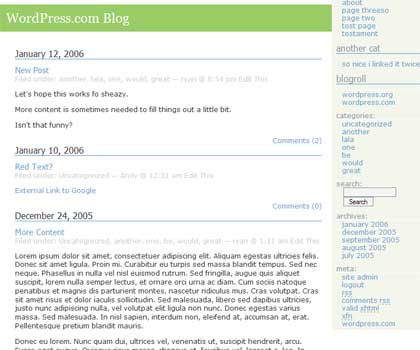 WordPress.com Blog
January 12, 2006
New Post
Filed under: another, lala, one, would, great — ryan @ 8:54 pm Edit This
Let's hope this works fo sheazy.
More content is sometimes needed to fill things out a little bit.
Isn't that funny?
Comments (2)
January 10, 2006
Red Text?
Filed under: Uncategorized — Andy @ 12:11 am Edit This
External Link to Google
Comments (0)
December 24, 2005
More Content
Filed under: Uncategorized, another, one, be, would, great — ryan @ 1:11 am Edit This
Lorem ipsum dolor sit amet, consectetuer adipiscing elit. Aliquam egestas ultricies felis.
Donec sit amet ligula. Proin mi. Curabitur eu turpis sed massa blandit tempus. Sed nec
augue. Phasellus in nulla vel nisl euismod rutrum. Sed fringilla, augue quis aliquet
suscipit, lorem nulla semper lectus, et ornare orci urna ac diam. Cum sociis natoque
penatibus et magnis dis parturient montes, nascetur ridiculus mus. Cras volutpat. Cras
sit amet risus et dolor iaculis sollicitudin. Sed malesuada, libero sed dapibus ultricies,
justo nunc adipiscing nulla, vel volutpat elit ligula non nunc. Donec egestas varius
massa. Sed malesuada. In nisl sapien, interdum non, eleifend at, accumsan at, erat.
Pellentesque pretium blandit mauris.
Donec eu lorem. Nunc quam dui, ultrices vel, venenatis ut, suscipit hendrerit, arcu.
about
page threeso
page two
test page
testament
another cat
so nice i linked it twice
blogroll
wordpress.org
wordpress.com
categories:
uncategorized
another
lala
one
be
would
great
search:
Search
archives:
january 2006
december 2005
september 2005
august 2005
july 2005
meta:
site admin
logout
rss
comments rss
valid xhtml
xfn
wordpress.com